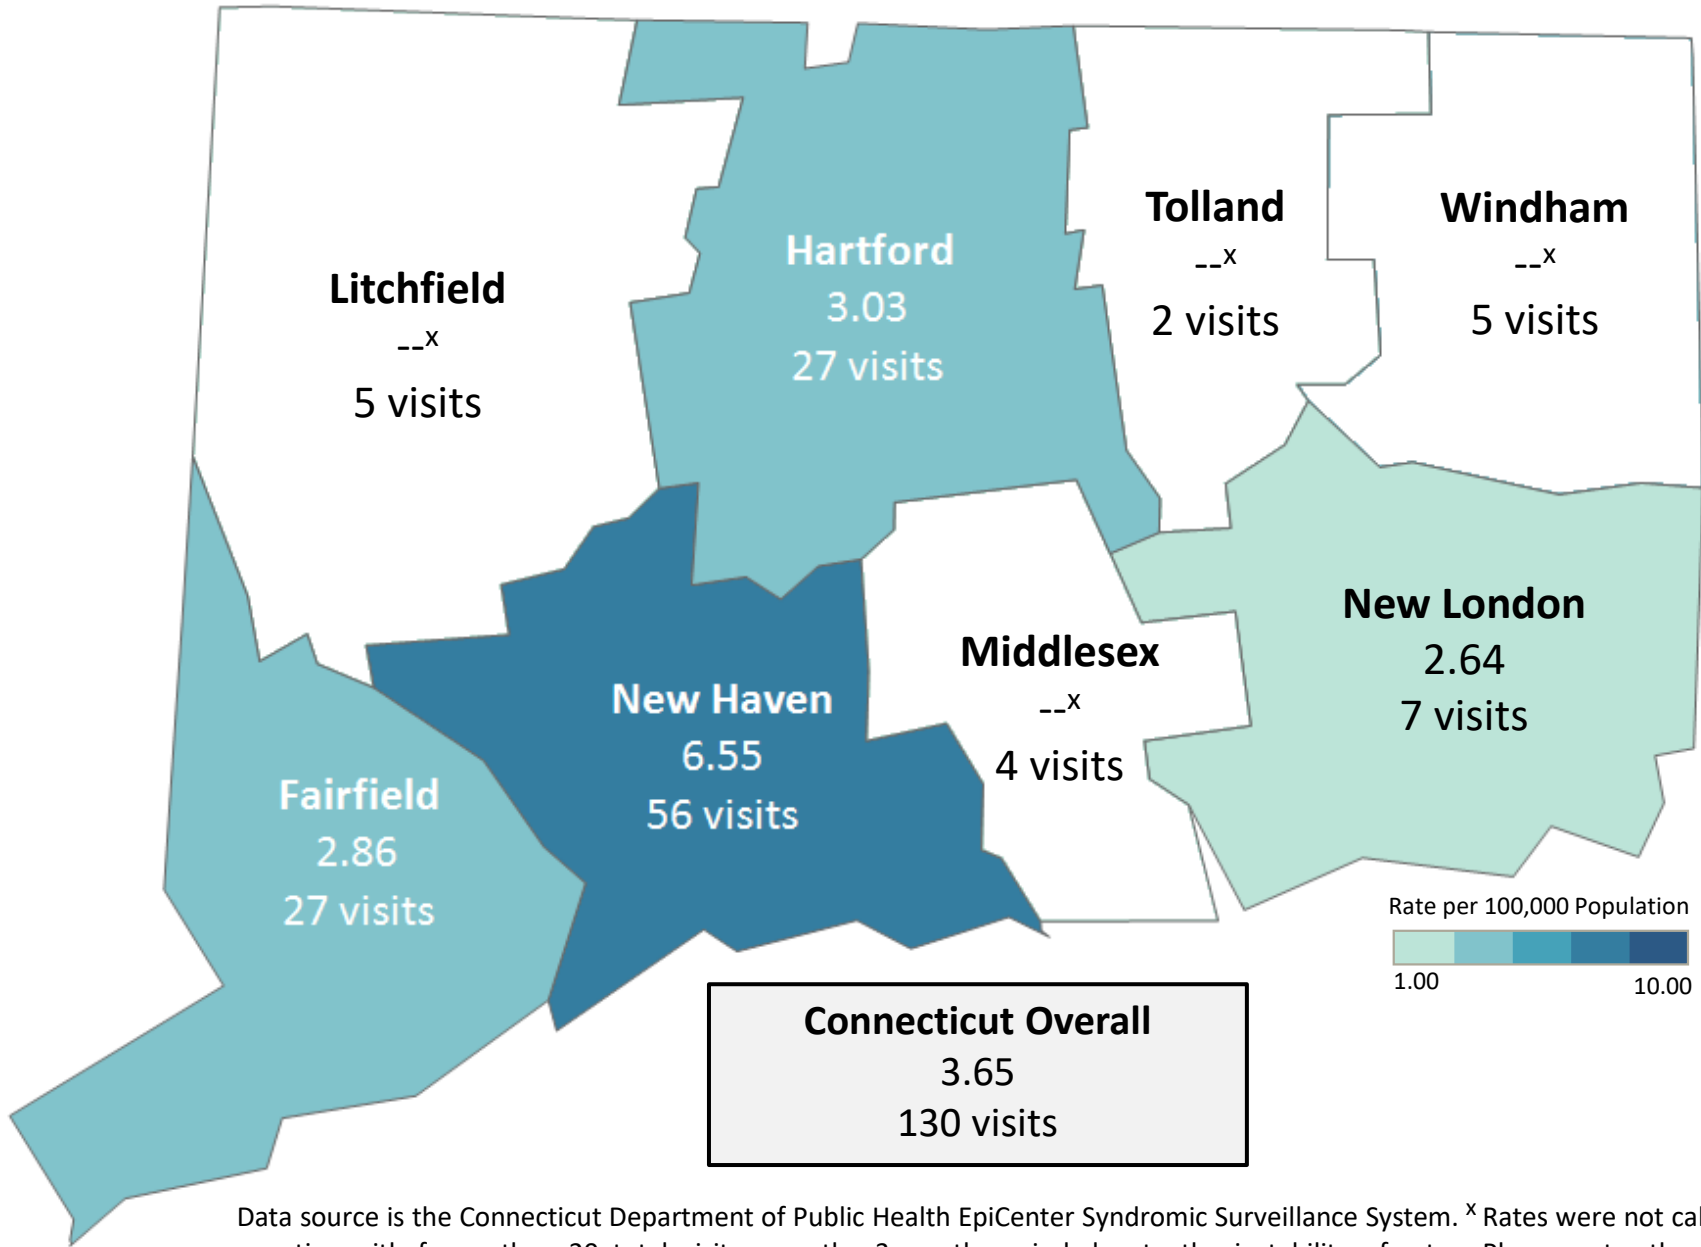 Litchfield
--x
5 visits
Hartford
3.03
27 visits
Tolland
--x
2 visits
Windham
--x
5 visits
Fairfield
2.86
27 visits
New Haven
6.55
56 visits
Middlesex
--x
4 visits
New London
2.64
7 visits
Rate per 100,000 Population
1.00
10.00
Connecticut Overall
3.65
130 visits
Data source is the Connecticut Department of Public Health EpiCenter Syndromic Surveillance System. x Rates were not cal